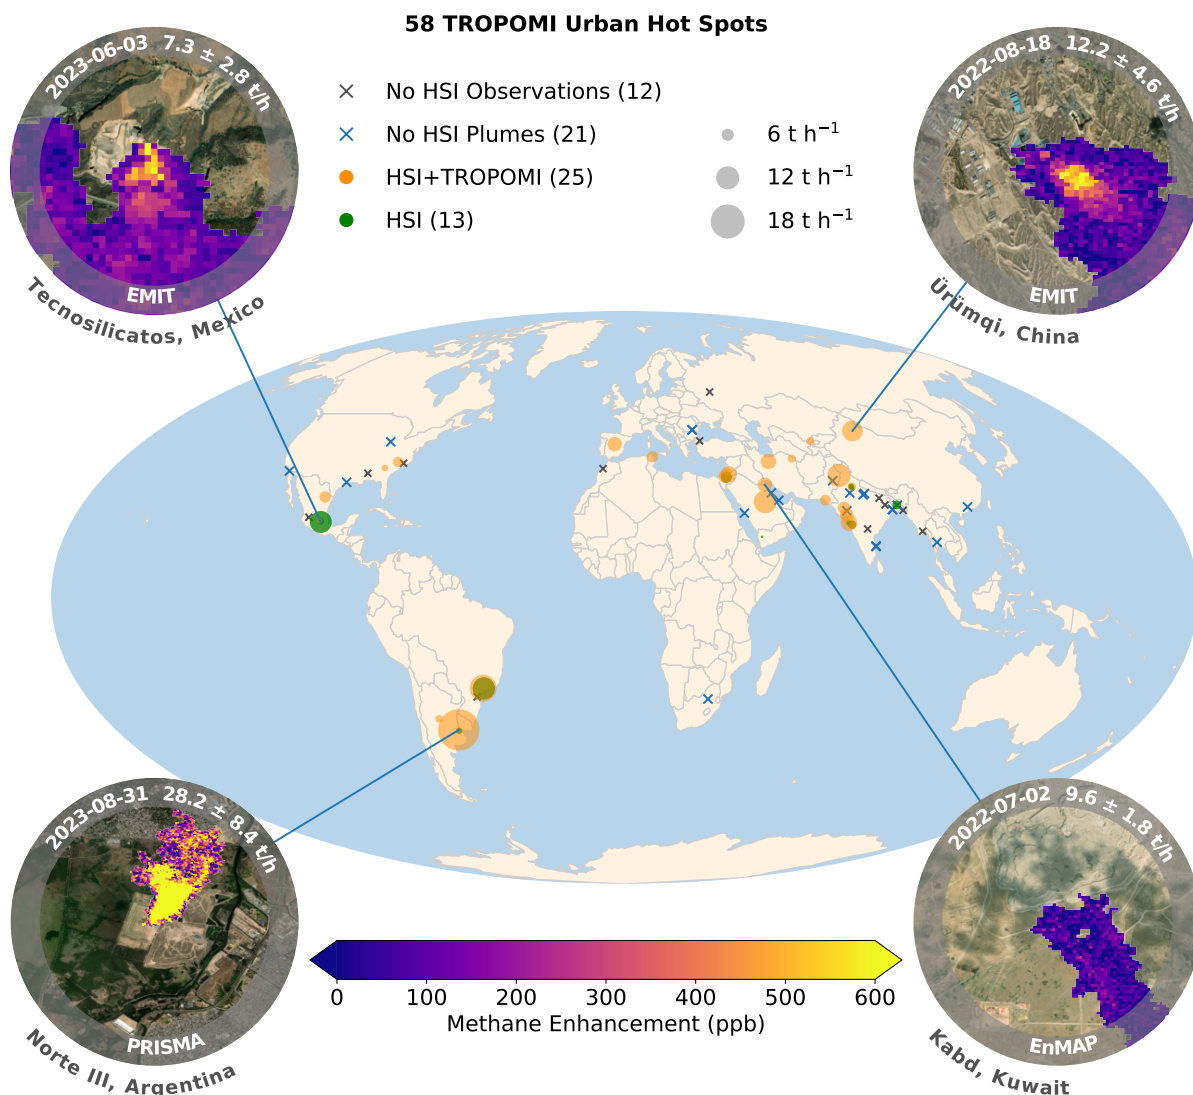 58 TROPOMI Urban Hot Spots
2023-06-03 7.3 ± 2.8 t/h
EMIT
Tecnosilicatos, Mexico
No HSI Observations (12)
No HSI Plumes (21)
HSI+TROPOMI (25)
HSI (13)
6 t h⁻¹
12 t h⁻¹
18 t h⁻¹
2022-08-18 12.2 ± 4.6 t/h
EMIT
Ürümqi, China
2023-08-31 28.2 ± 8.4 t/h
PRISMA
Norte III, Argentina
0 100 200 300 400 500 600
Methane Enhancement (ppb)
2022-07-02 9.6 ± 1.8 t/h
EnMAP
Kabd, Kuwait